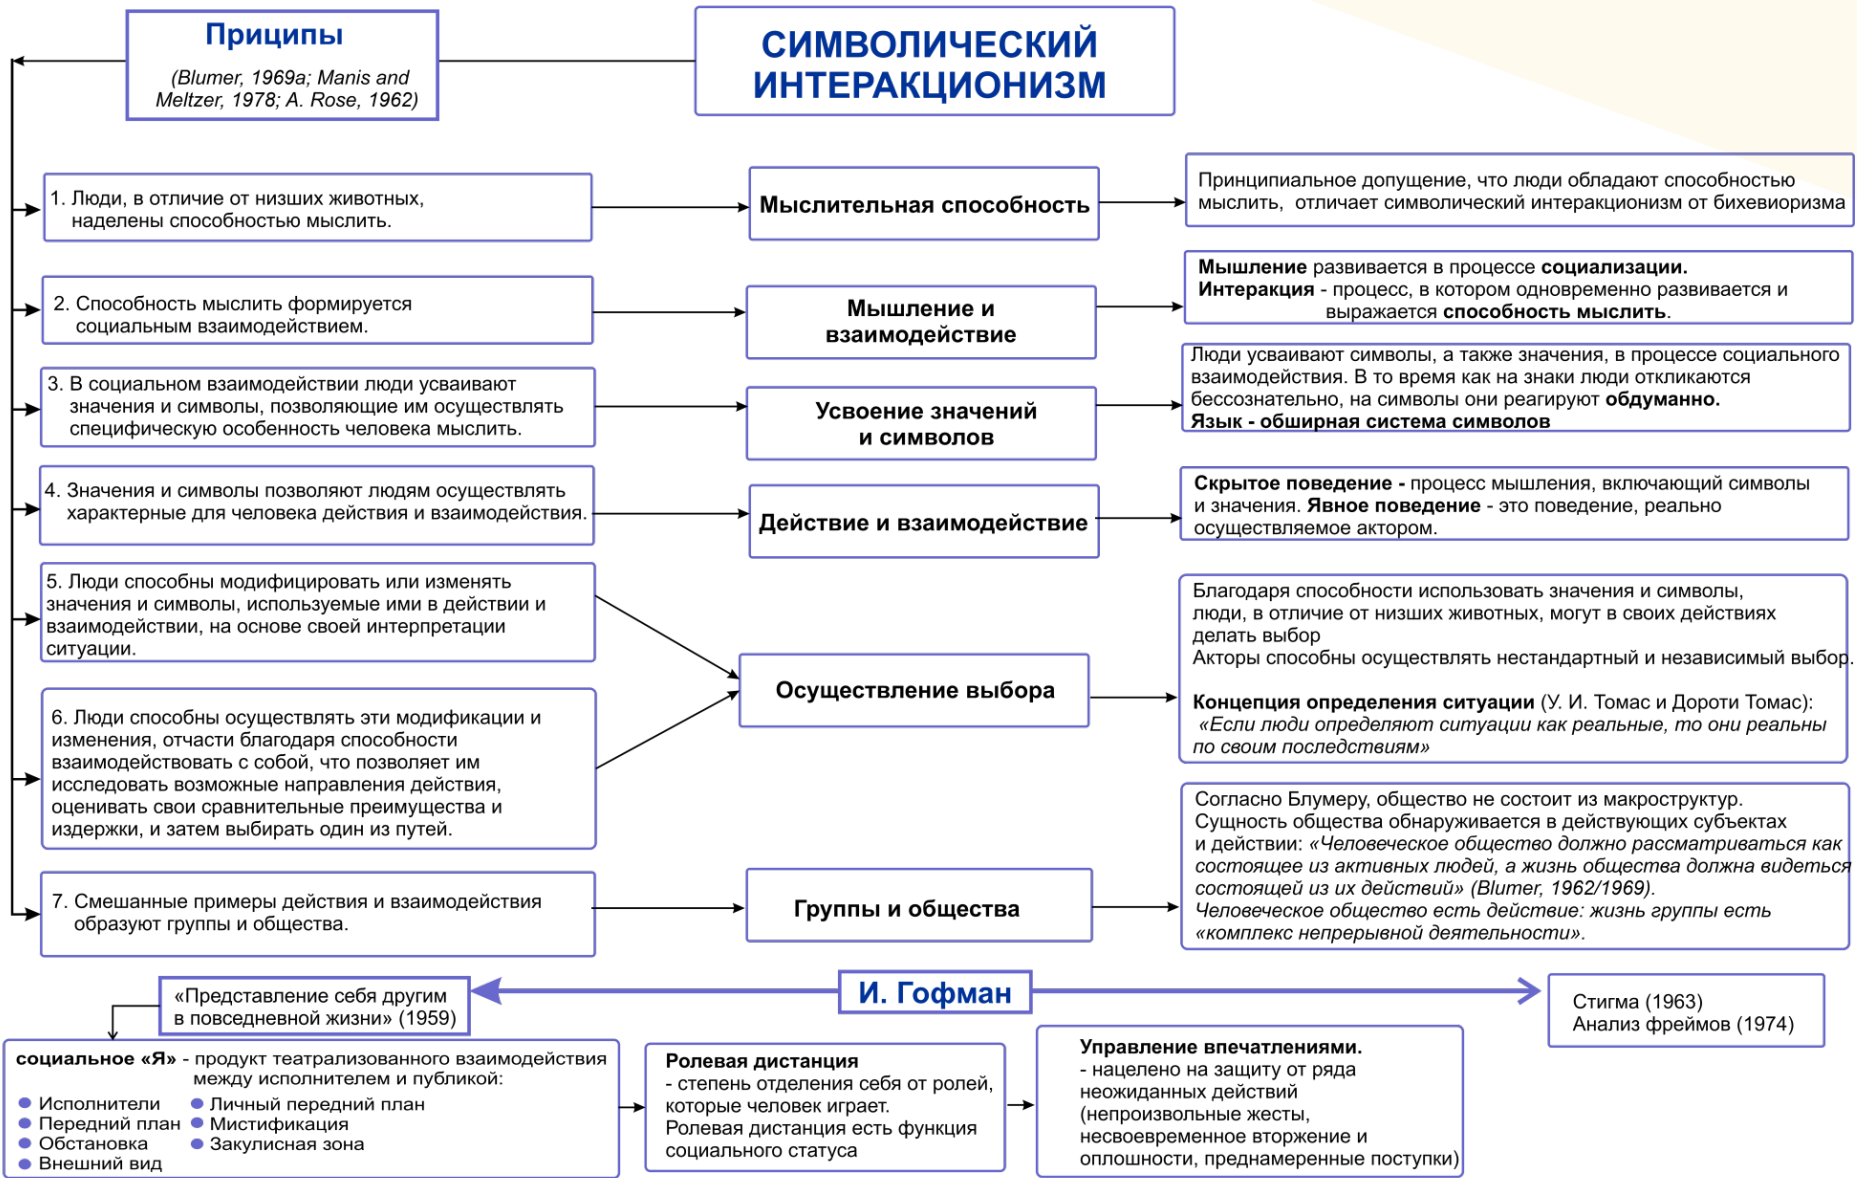 Приципы
(Blumer, 1969a; Manis and
Meltzer, 1978; A. Rose, 1962)
СИМВОЛИЧЕСКИЙ
ИНТЕРАКЦИОНИЗМ
1. Люди, в отличие от низших животных,
наделены способностью мыслить.
Мыслительная способность
Принципиальное допущение, что люди обладают способностью
мыслить, отличает символический интеракционизм от бихевиоризма
2. Способность мыслить формируется
социальным взаимодействием.
Мышление и
взаимодействие
Мышление развивается в процессе социализации.
Интеракция - процесс, в котором одновременно развивается и
выражается способность мыслить.
3. В социальном взаимодействии люди усваивают
значения и символы, позволяющие им осуществлять
специфическую особенность человека мыслить.
Усвоение значений
и символов
Люди усваивают символы, а также значения, в процессе социального
взаимодействия. В то время как на знаки люди откликаются
бессознательно, на символы они реагируют обдуманно.
Язык - обширная система символов
4. Значения и символы позволяют людям осуществлять
характерные для человека действия и взаимодействия.
Действие и взаимодействие
Скрытое поведение - процесс мышления, включающий символы
и значения. Явное поведение - это поведение, реально
осуществляемое актором.
5. Люди способны модифицировать или изменять
значения и символы, используемые ими в действии и
взаимодействии, на основе своей интерпретации
ситуации.
6. Люди способны осуществлять эти модификации и
изменения, отчасти благодаря способности
взаимодействовать с собой, что позволяет им
исследовать возможные направления действия,
оценивать свои сравнительные преимущества и
издержки, и затем выбирать один из путей.
Осуществление выбора
Благодаря способности использовать значения и символы,
люди, в отличие от низших животных, могут в своих действиях
делать выбор
Акторы способны осуществлять нестандартный и независимый выбор.
Концепция определения ситуации (У. И. Томас и Дороти Томас):
«Если люди определяют ситуации как реальные, то они реальны
по своим последствиям»
7. Смешанные примеры действия и взаимодействия
образуют группы и общества.
Группы и общества
Согласно Блумеру, общество не состоит из макроструктур.
Сущность общества обнаруживается в действующих субъектах
и действии: «Человеческое общество должно рассматриваться как
состоящее из активных людей, а жизнь общества должна видеться
состоящей из их действий» (Blumer, 1962/1969).
Человеческое общество есть действие: жизнь группы есть
«комплекс непрерывной деятельности».
И. Гофман
«Представление себя другим
в повседневной жизни» (1959)
Стигма (1963)
Анализ фреймов (1974)
социальное «Я» - продукт театрализованного взаимодействия
между исполнителем и публикой:
Исполнители
Передний план
Обстановка
Внешний вид
Личный передний план
Мистификация
Закулисная зона
Ролевая дистанция
- степень отделения себя от ролей,
которые человек играет.
Ролевая дистанция есть функция
социального статуса
Управление впечатлениями.
- нацелено на защиту от ряда
неожиданных действий
(непроизвольные жесты,
несвоевременное вторжение и
оплошности, преднамеренные поступки)